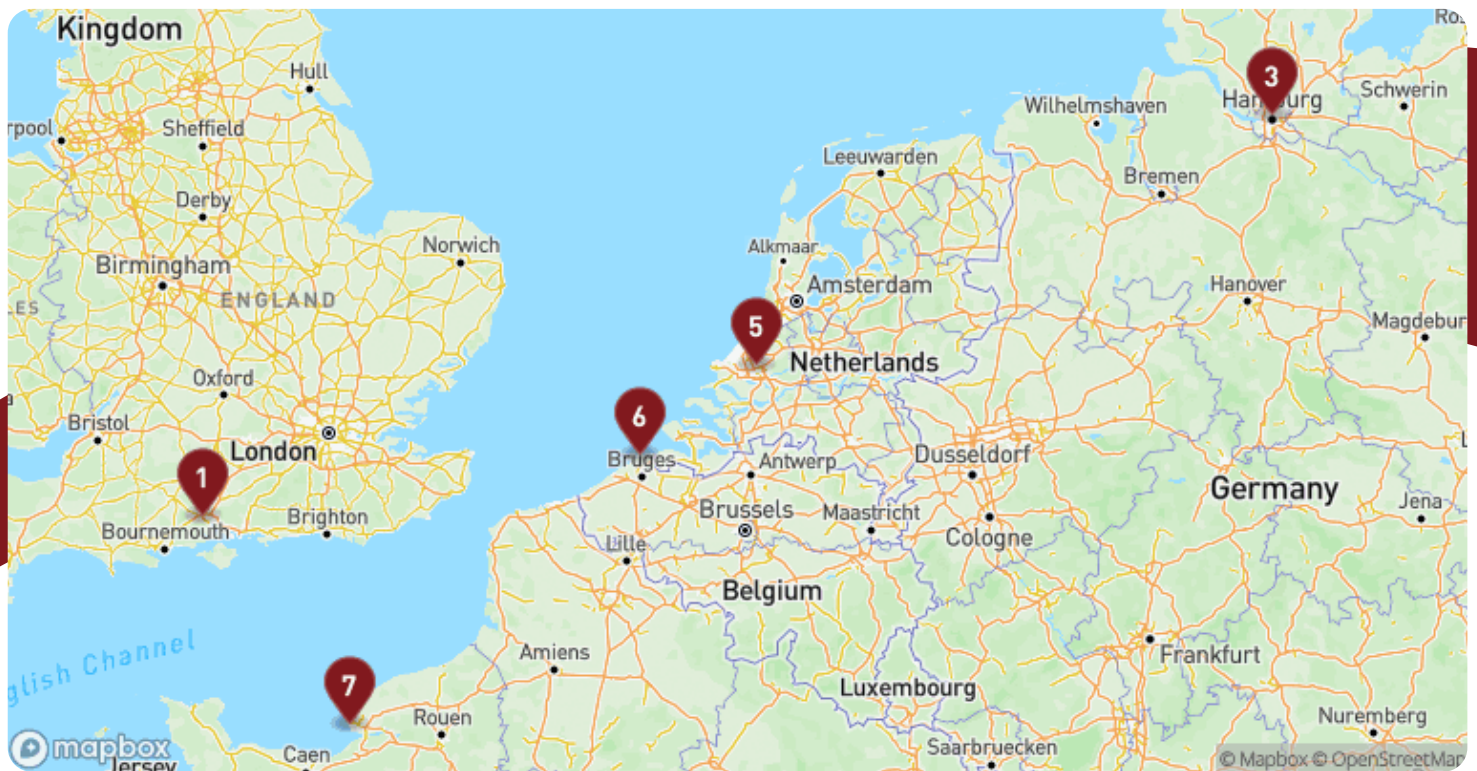 Kingdom
Ros
Hull
3
Hamburg
Schwerin
Wilhelmshaven
rpool
Sheffield
Leeuwarden
Bremen
Derby
Norwich
Alkmaar
Birmingham
Amsterdam
Hanover
ENGLAND
LES
5
Magdebur
Netherlands
Oxford
a
6
Bristol
London
Bruges
Antwerp
Dusseldorf
1
Germany
Jena
Brussels
Maastricht
Brighton
Bournemouth
Cologne
Lille
Belgium
English Channel
Amiens
Frankfurt
7
Luxembourg
Rouen
Nuremberg
mapbox
Caen
Saarbruecken
Jersey
© Mapbox © OpenStreetMap